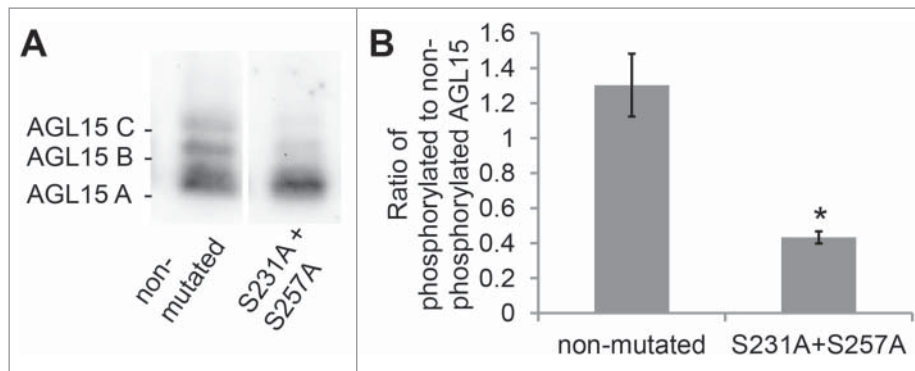 A
AGL15 C -
AGL15 B -
AGL15 A -
non-
mutated
S231A +
S257A
B
Ratio of
phosphorylated to non-
phosphorylated AGL15
1.6
1.4
1.2
1
0.8
0.6
0.4
0.2
0
*
non-mutated
S231A+S257A